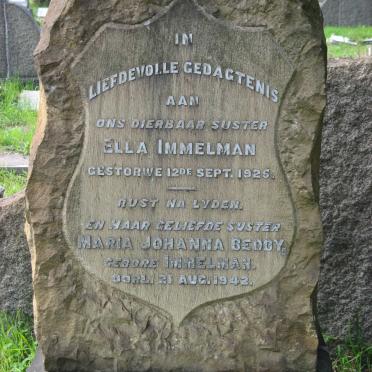 IN
LIEFDEVOLLE GEDAGTENIS
AAN
ONS DIERBAAR SUSTER
ELLA IMMELMAN
GESTORWE 12DE SEPT. 1925.
RUST NA LYDEN.
EN HAAR GELIEFDE SUSTER
MARIA JOHANNA BEDDY,
GEBORE IMMELMAN.
OORL. 21 AUG. 1942.